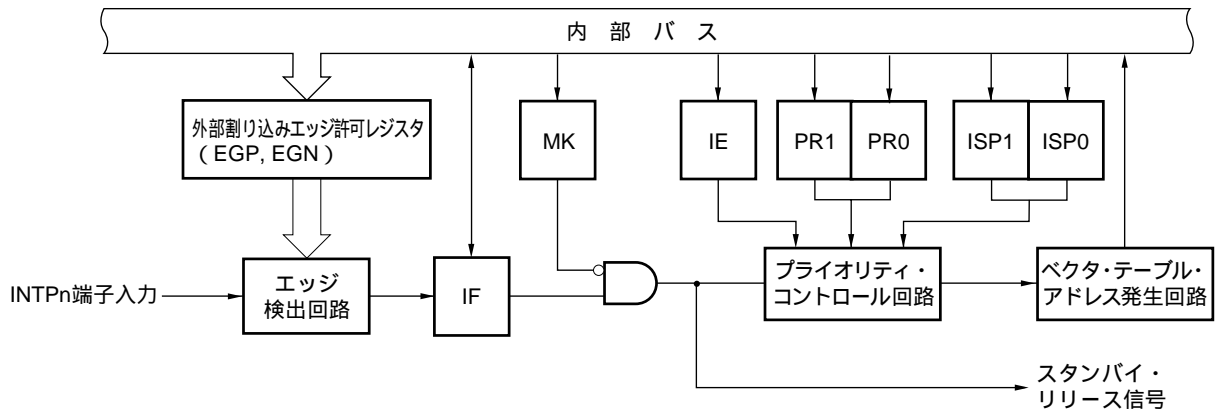 内 部 バ ス
外部割り込みエッジ許可レジスタ
( EGP, EGN )
MK
IE
PR1
PR0
ISP1
ISP0
INTPn端子入力
エッジ
検出回路
IF
プライオリティ・
コントロール回路
ベクタ・テーブル・
アドレス発生回路
スタンバイ・
リリース信号